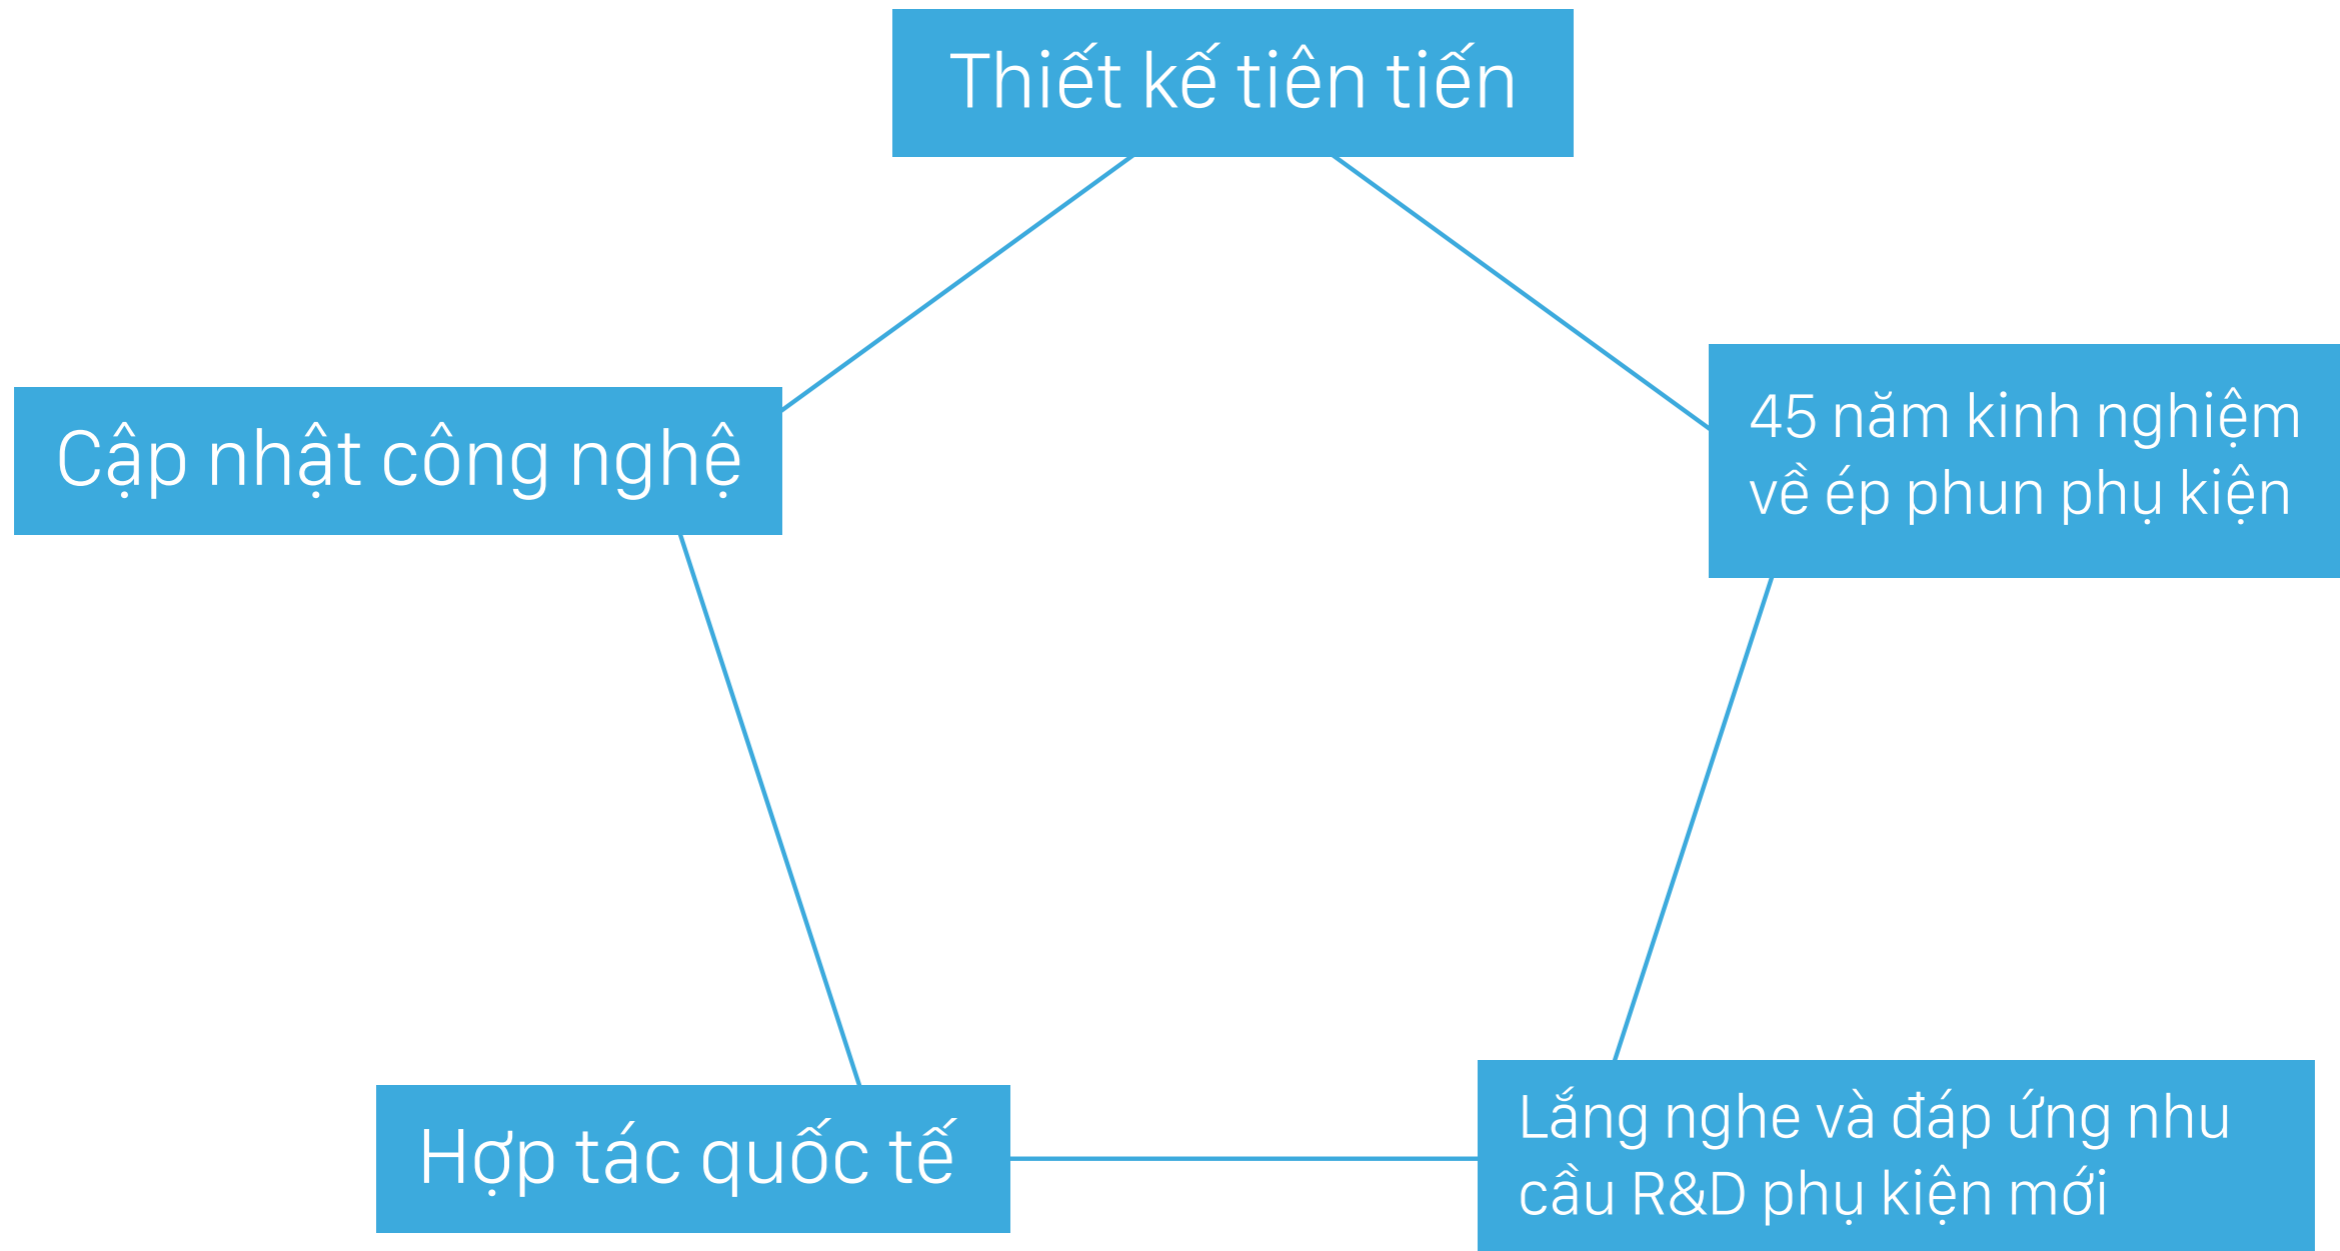 Thiết kế tiên tiến
Cập nhật công nghệ
45 năm kinh nghiệm
về ép phun phụ kiện
Hợp tác quốc tế
Lắng nghe và đáp ứng nhu
cầu R&D phụ kiện mới